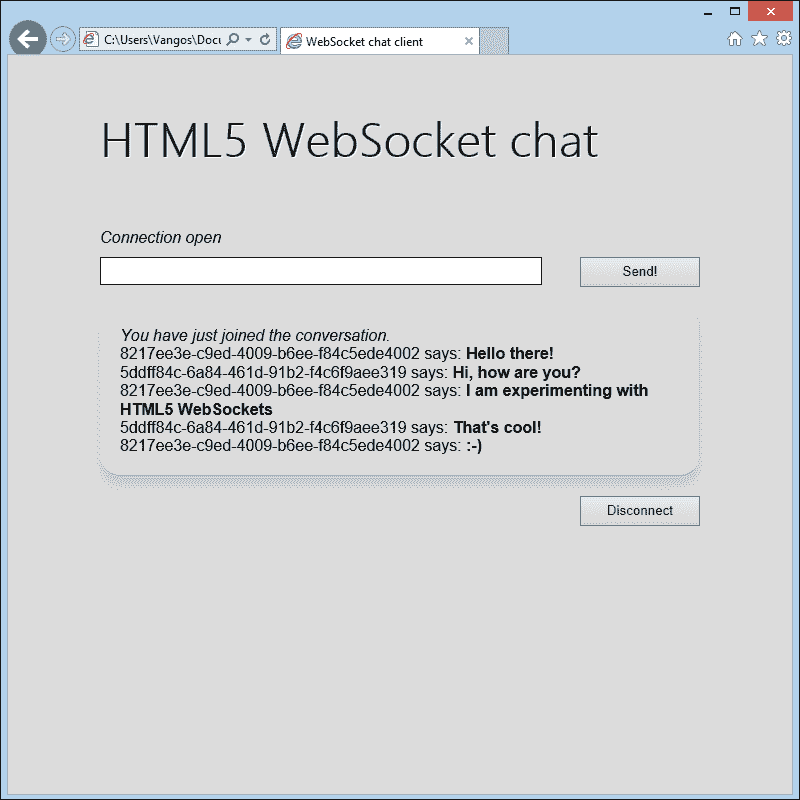 C:\Users\Vangos\Docu
WebSocket chat client
HTML5 WebSocket chat
Connection open
Send!
You have just joined the conversation.
8217ee3e-c9ed-4009-b6ee-f84c5ede4002 says: Hello there!
5ddff84c-6a84-461d-91b2-f4c6f9aee319 says: Hi, how are you?
8217ee3e-c9ed-4009-b6ee-f84c5ede4002 says: I am experimenting with
HTML5 WebSockets
5ddff84c-6a84-461d-91b2-f4c6f9aee319 says: That's cool!
8217ee3e-c9ed-4009-b6ee-f84c5ede4002 says: :-)
Disconnect